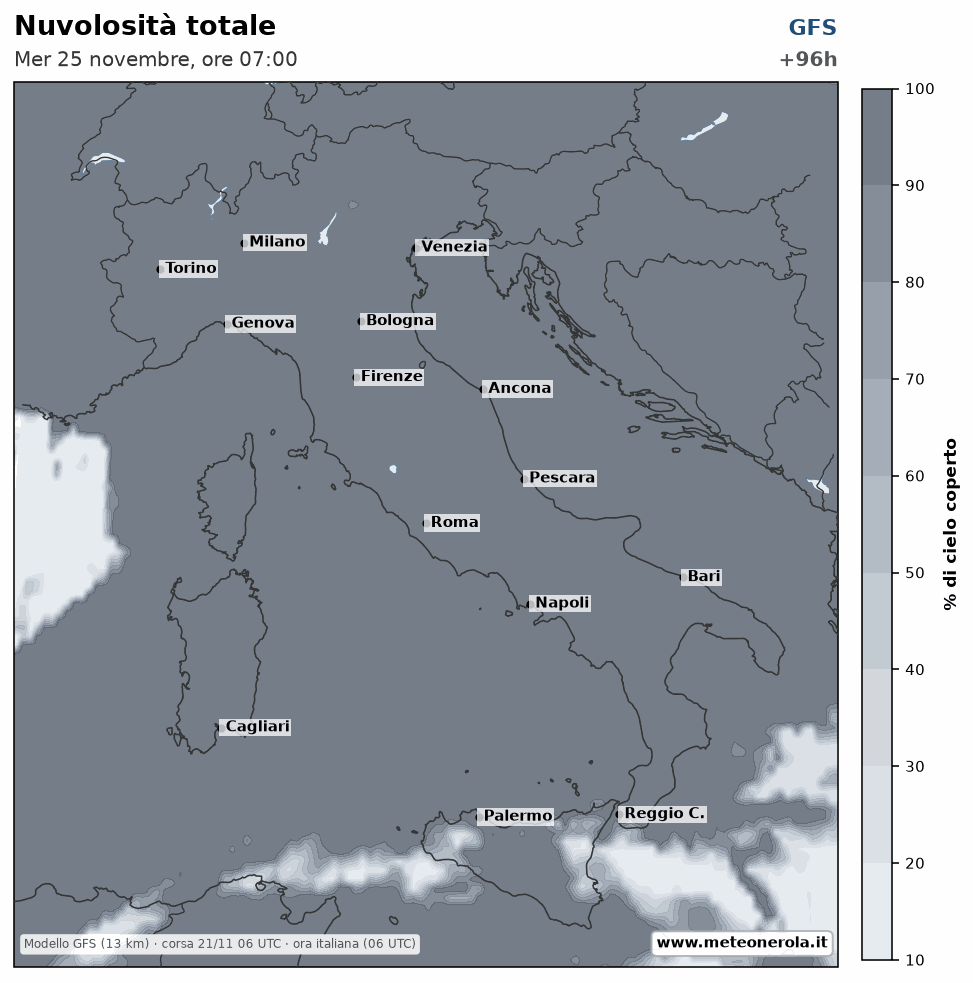 Nuvolosità totale
GFS
Mer 25 novembre, ore 07:00
+96h
100
90
80
70
60
50
40
30
20
10
% di cielo coperto
Milano
Venezia
Torino
Genova
Bologna
Firenze
Ancona
Pescara
Roma
Bari
Napoli
Cagliari
Palermo
Reggio C.
Modello GFS (13 km) · corsa 21/11 06 UTC · ora italiana (06 UTC)
www.meteonerola.it